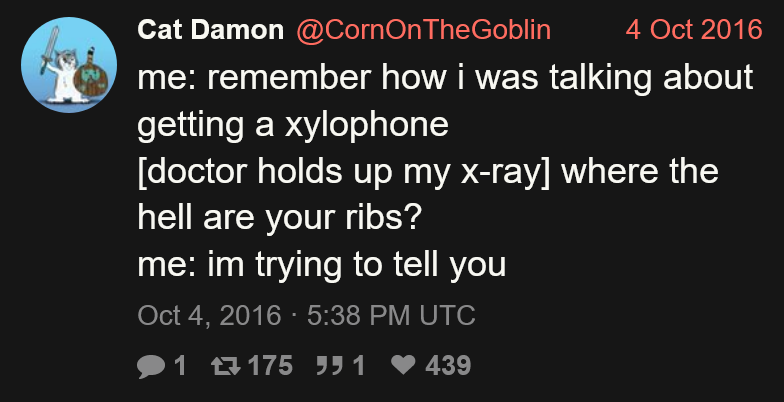 Cat Damon @CornOnTheGoblin 4 Oct 2016
me: remember how i was talking about
getting a xylophone
[doctor holds up my x-ray] where the
hell are your ribs?
me: im trying to tell you
Oct 4, 2016 · 5:38 PM UTC
1 175 1 439